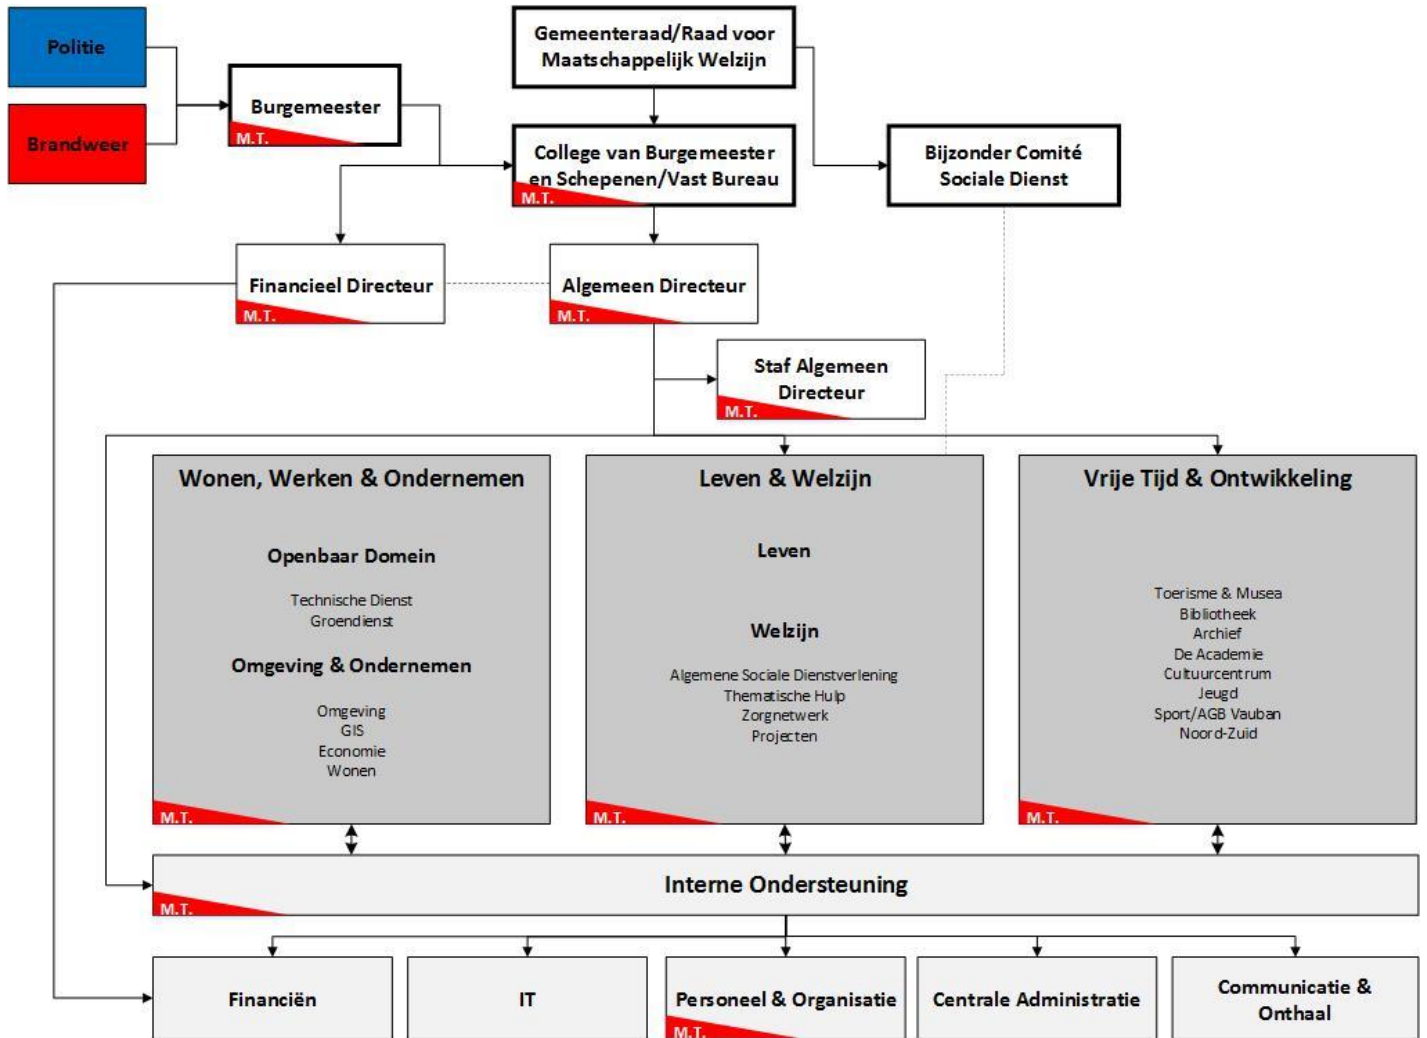 Politie
Brandweer
Burgemeester
M.T.
Gemeenteraad/Raad voor
Maatschappelijk Welzijn
College van Burgemeester
en Schepenen/Vast Bureau
M.T.
Bijzonder Comité
Sociale Dienst
Financieel Directeur
M.T.
Algemeen Directeur
M.T.
Staf Algemeen
Directeur
M.T.
Wonen, Werken & Ondernemen
Openbaar Domein
Technische Dienst
Groendienst
Omgeving & Ondernemen
Omgeving
GIS
Economie
Wonen
M.T.
Leven & Welzijn
Leven
Welzijn
Algemene Sociale Dienstverlening
Thematische Hulp
Zorgnetwerk
Projecten
M.T.
Vrije Tijd & Ontwikkeling
Toerisme & Musea
Bibliotheek
Archief
De Academie
Cultuurcentrum
Jeugd
Sport/AGB Vauban
Noord-Zuid
M.T.
Interne Ondersteuning
M.T.
Financiën
IT
Personeel & Organisatie
M.T.
Centrale Administratie
Communicatie &
Onthaal